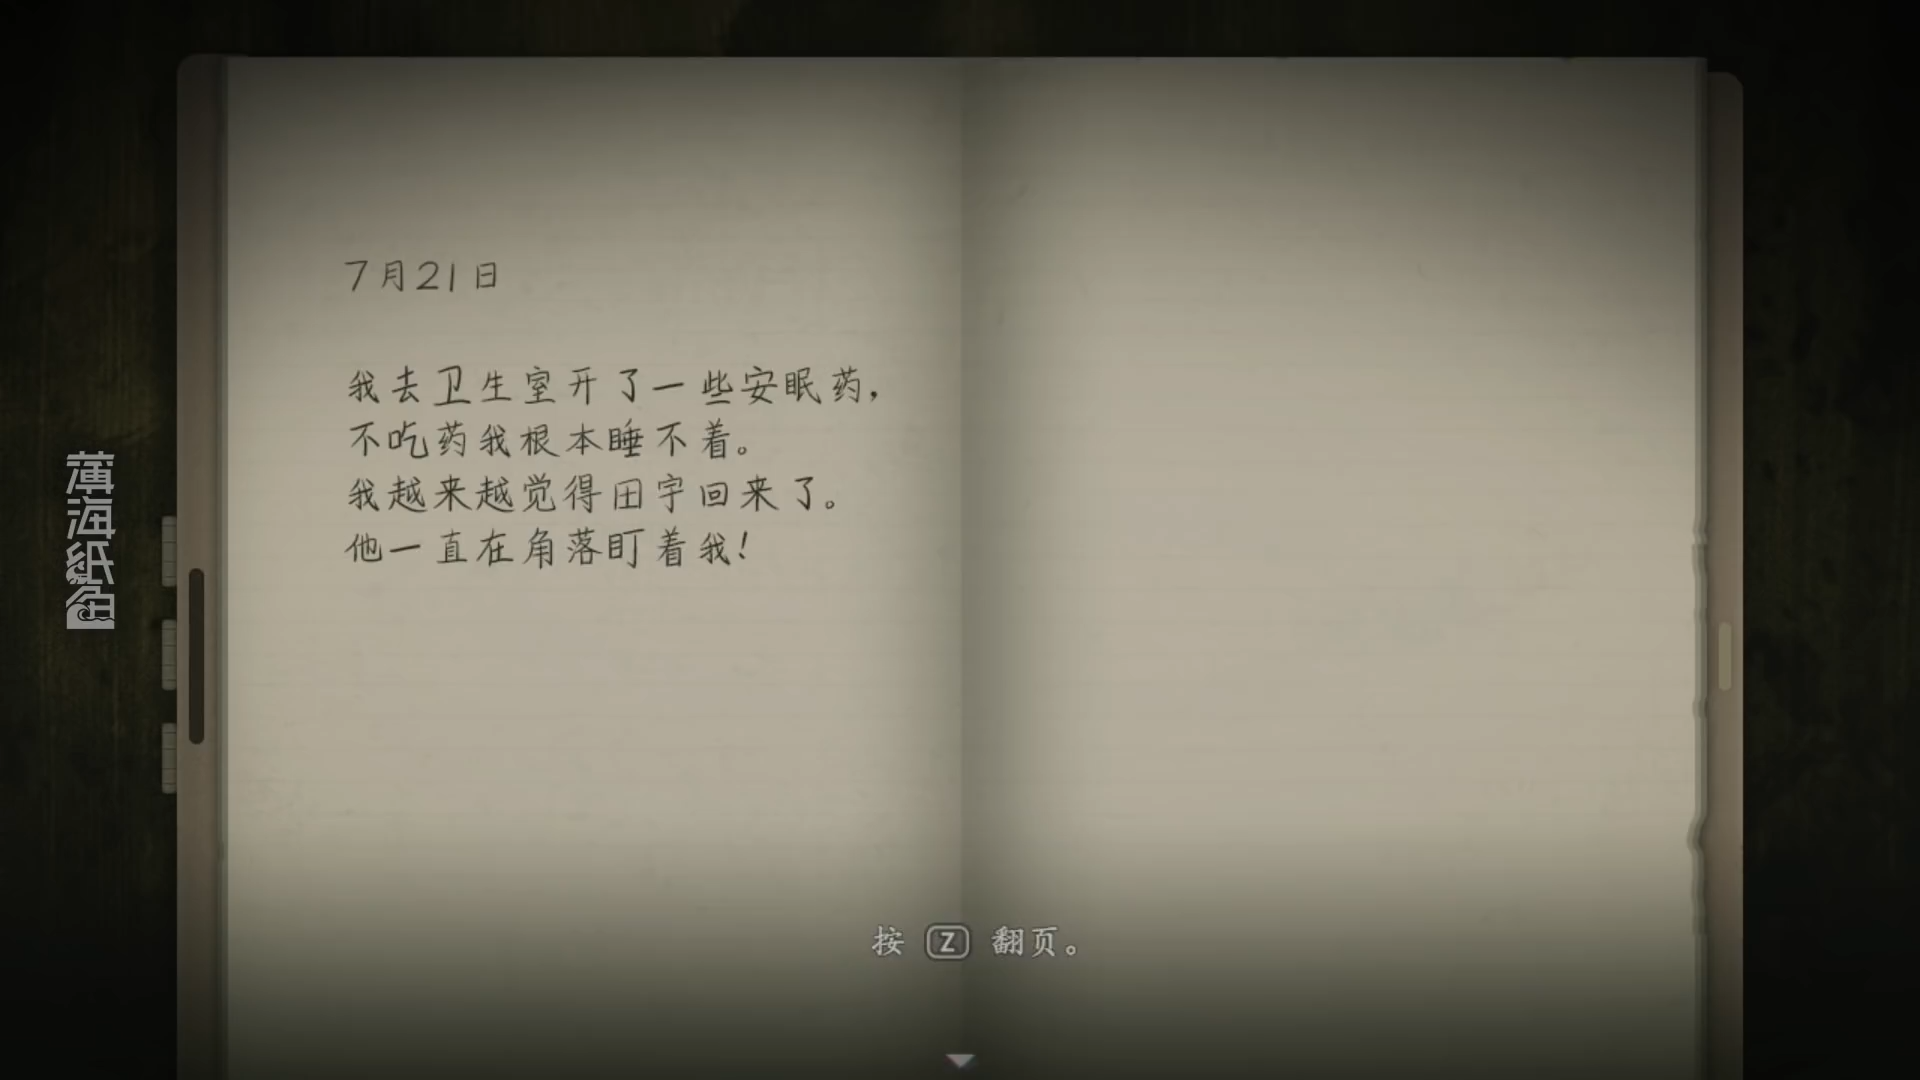 7月21日
我去卫生室开了一些安眠药，
不吃药我根本睡不着。
我越来越觉得田宇回来了。
他一直在角落盯着我！
薄海纸鱼
按 Z 翻页。